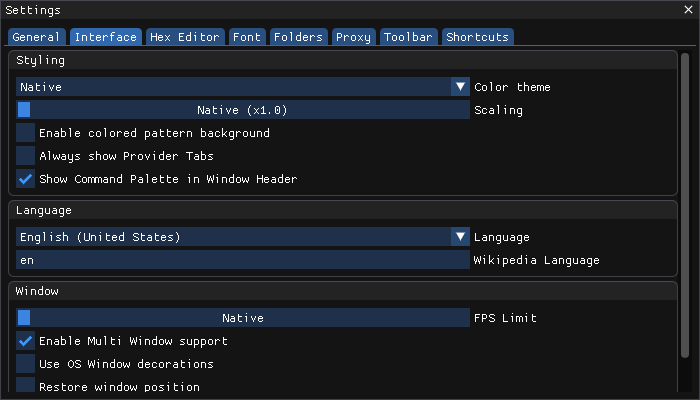 Settings
General Interface Hex Editor Font Folders Proxy Toolbar Shortcuts
Styling
Native Color theme
Native (x1.0) Scaling
Enable colored pattern background
Always show Provider Tabs
Show Command Palette in Window Header
Language
English (United States) Language
en Wikipedia Language
Window
Native FPS Limit
Enable Multi Window support
Use OS Window decorations
Restore window position